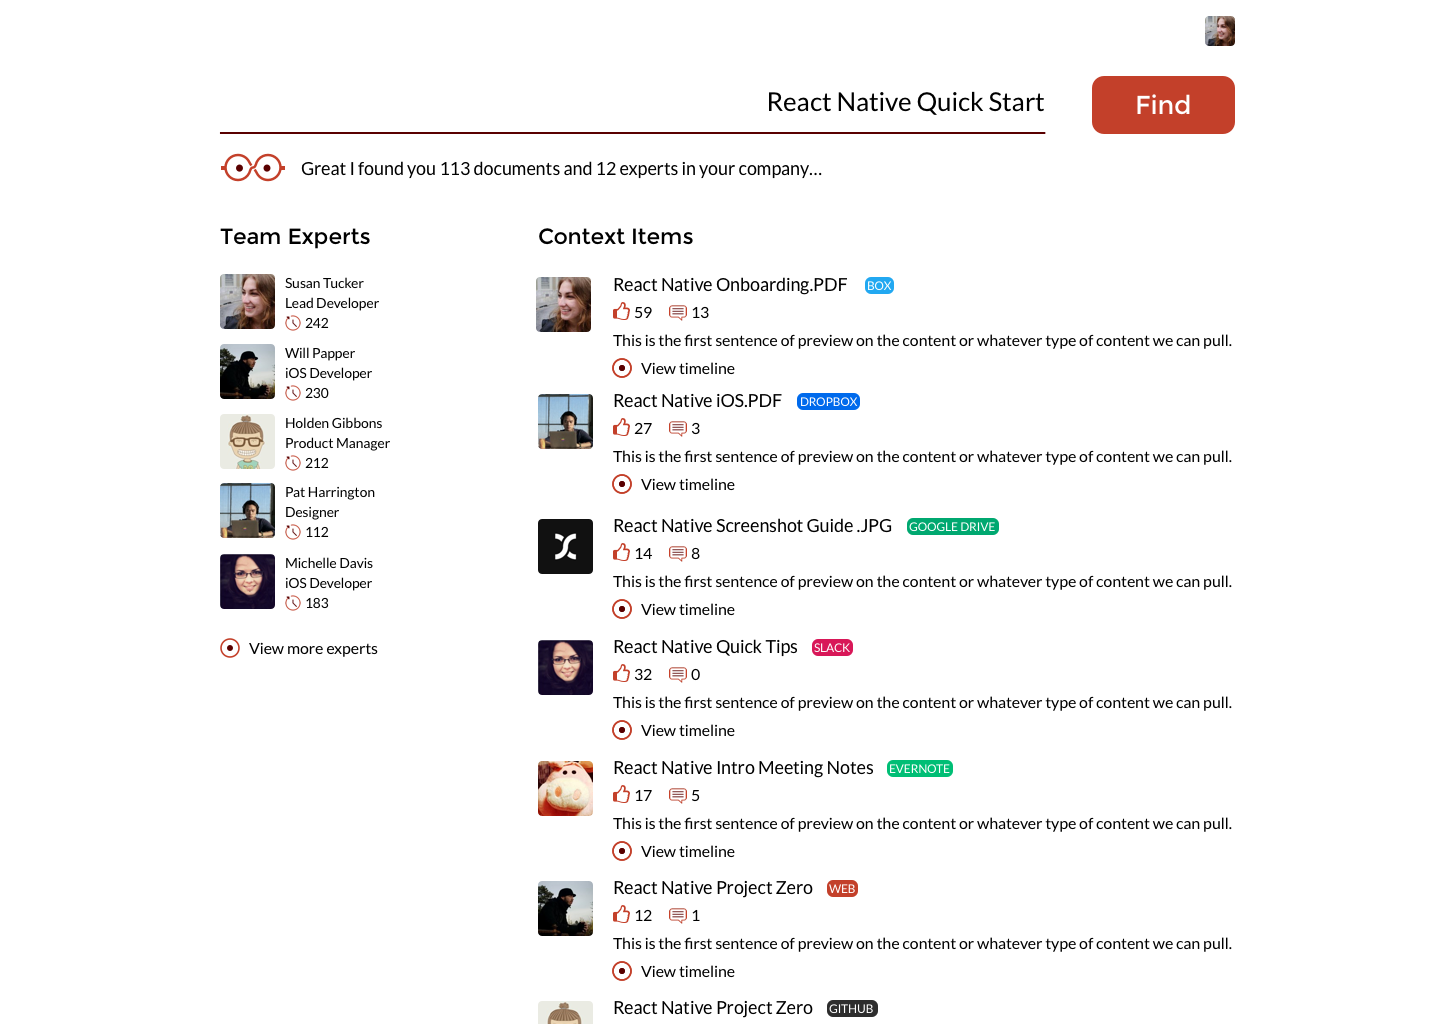 React Native Quick Start
Find
Great I found you 113 documents and 12 experts in your company...
Team Experts
Susan Tucker
Lead Developer
242
Will Papper
iOS Developer
230
Holden Gibbons
Product Manager
212
Pat Harrington
Designer
112
Michelle Davis
iOS Developer
183
View more experts
Context Items
React Native Onboarding.PDF BOX
59 13
This is the first sentence of preview on the content or whatever type of content we can pull.
View timeline
React Native iOS.PDF DROPBOX
27 3
This is the first sentence of preview on the content or whatever type of content we can pull.
View timeline
React Native Screenshot Guide .JPG GOOGLE DRIVE
14 8
This is the first sentence of preview on the content or whatever type of content we can pull.
View timeline
React Native Quick Tips SLACK
32 0
This is the first sentence of preview on the content or whatever type of content we can pull.
View timeline
React Native Intro Meeting Notes EVERNOTE
17 5
This is the first sentence of preview on the content or whatever type of content we can pull.
View timeline
React Native Project Zero WEB
12 1
This is the first sentence of preview on the content or whatever type of content we can pull.
View timeline
React Native Project Zero GITHUB